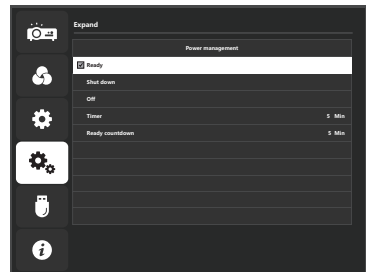 Expand
Power management
Ready
Shut down
Off
Timer 5 Min
Ready countdown 5 Min